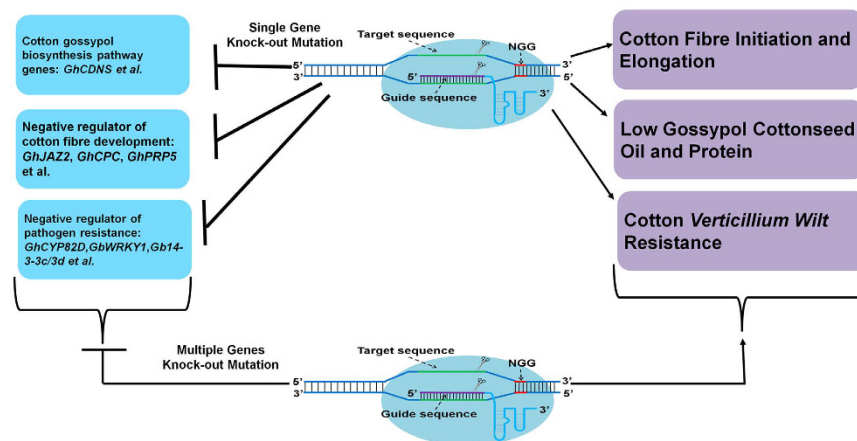 Cotton gossypol
biosynthesis pathway
genes: GhCDNS et al.
Negative regulator of
cotton fibre development:
GhJAZ2, GhCPC, GhPRP5
et al.
Negative regulator of
pathogen resistance:
GhCYP82D,GbWRKY1,Gb14-
3-3c/3d et al.
Single Gene
Knock-out Mutation
Target sequence
NGG
5’
3’
3’
5’
5’
3’
Guide sequence
Cotton Fibre Initiation and
Elongation
Low Gossypol Cottonseed
Oil and Protein
Cotton Verticillium Wilt
Resistance
Multiple Genes
Knock-out Mutation
Target sequence
NGG
5’
3’
3’
5’
5’
3’
Guide sequence